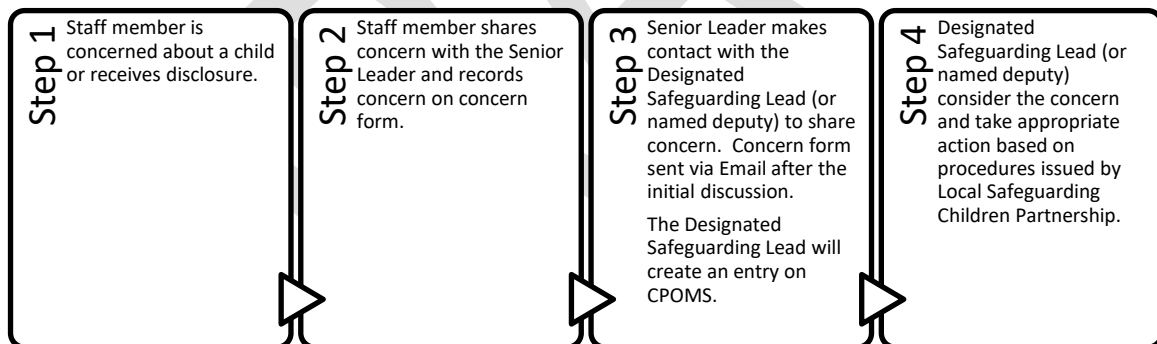 Step 1
Staff member is
concerned about a child
or receives disclosure.
Step 2
Staff member shares
concern with the Senior
Leader and records
concern on concern
form.
Step 3
Senior Leader makes
contact with the
Designated
Safeguarding Lead (or
named deputy) to share
concern. Concern form
sent via Email after the
initial discussion.
The Designated
Safeguarding Lead will
create an entry on
CPOMS.
Step 4
Designated
Safeguarding Lead (or
named deputy)
consider the concern
and take appropriate
action based on
procedures issued by
Local Safeguarding
Children Partnership.